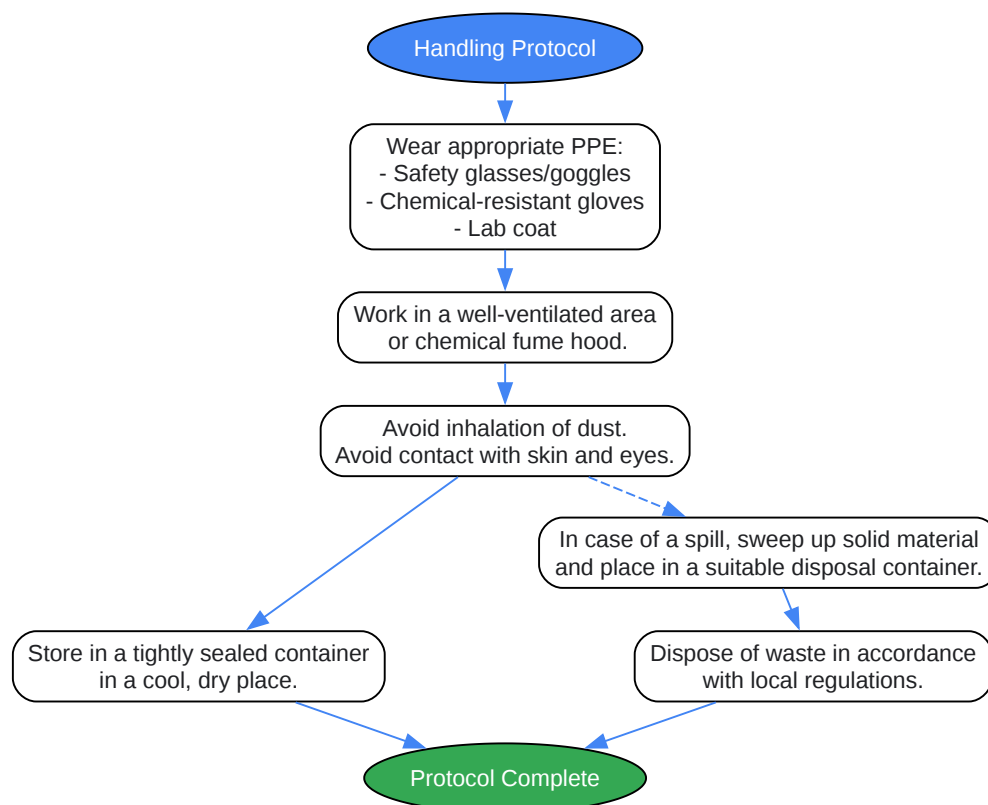 Handling Protocol
Wear appropriate PPE:
- Safety glasses/goggles
- Chemical-resistant gloves
- Lab coat
Work in a well-ventilated area
or chemical fume hood.
Avoid inhalation of dust.
Avoid contact with skin and eyes.
In case of a spill, sweep up solid material
and place in a suitable disposal container.
Store in a tightly sealed container
in a cool, dry place.
Dispose of waste in accordance
with local regulations.
Protocol Complete